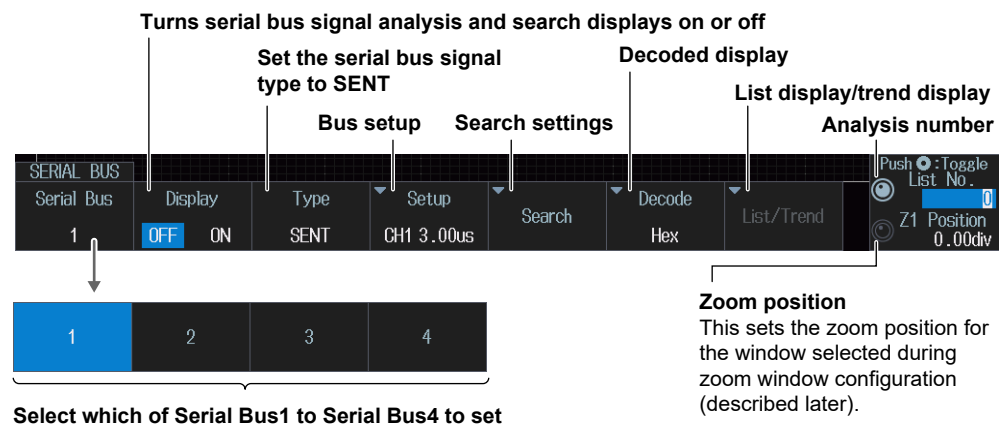 Turns serial bus signal analysis and search displays on or off
Set the serial bus signal
type to SENT
Decoded display
List display/trend display
Bus setup
Search settings
Analysis number
SERIAL BUS
Serial Bus
1
Display
OFF ON
Type
SENT
Setup
CH1 3.00us
Search
Decode
Hex
List/Trend
Push :Toggle
List No.
0
Z1 Position
0.00div
1
2
3
4
Select which of Serial Bus1 to Serial Bus4 to set
Zoom position
This sets the zoom position for
the window selected during
zoom window configuration
(described later).